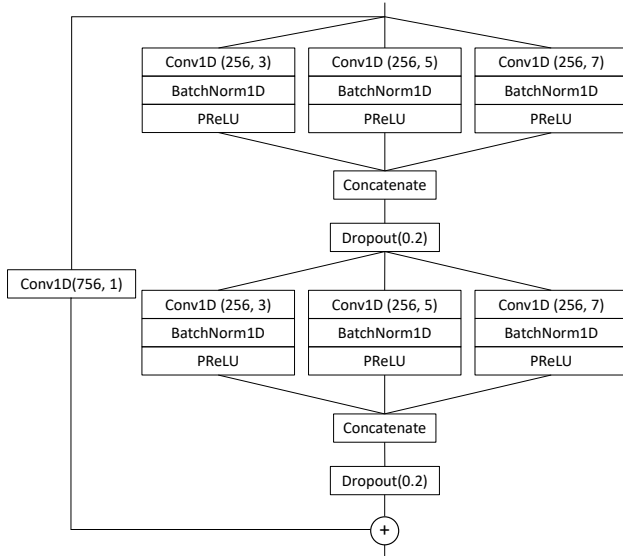 Conv1D (256, 3)
Conv1D (256, 5)
Conv1D (256, 7)
BatchNorm1D
BatchNorm1D
BatchNorm1D
PReLU
PReLU
PReLU
Concatenate
Dropout(0.2)
Conv1D(756, 1)
Conv1D (256, 3)
Conv1D (256, 5)
Conv1D (256, 7)
BatchNorm1D
BatchNorm1D
BatchNorm1D
PReLU
PReLU
PReLU
Concatenate
Dropout(0.2)
+